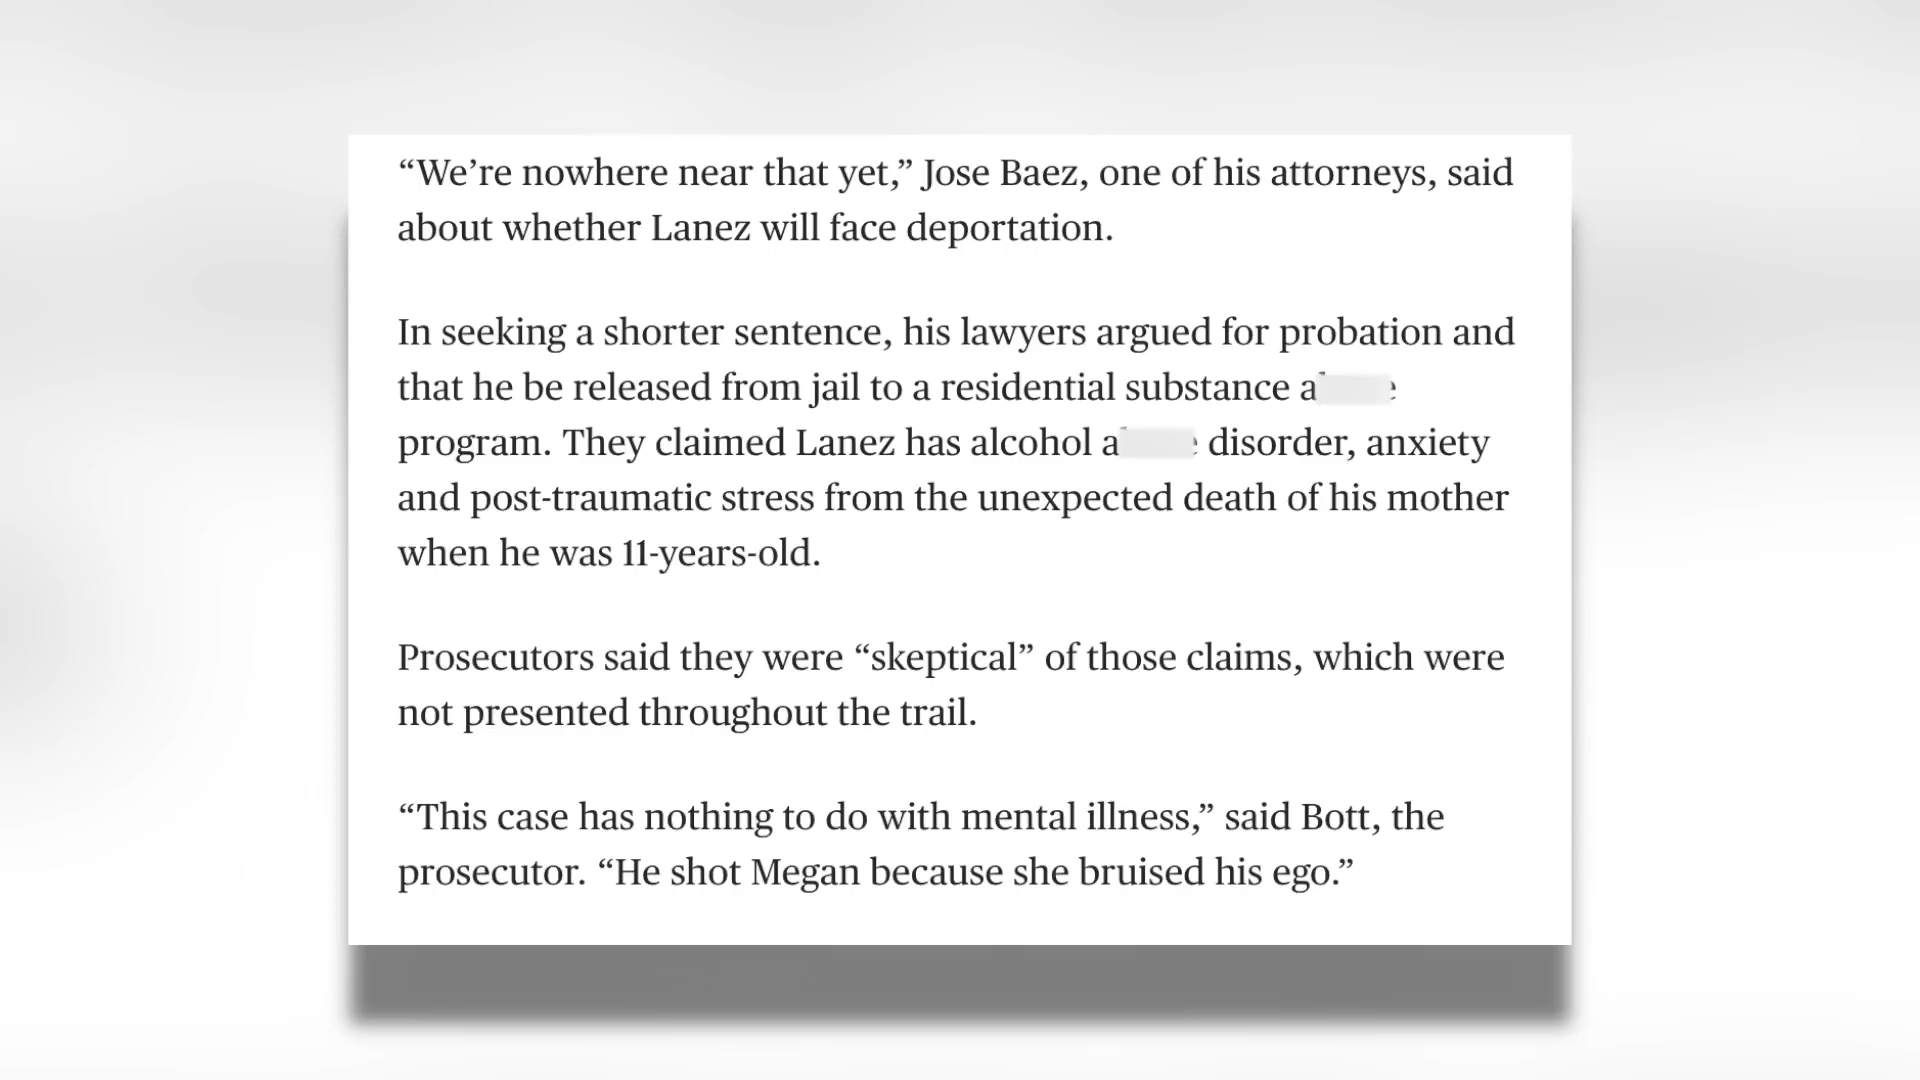 “We’re nowhere near that yet,” Jose Baez, one of his attorneys, said
about whether Lanez will face deportation.
In seeking a shorter sentence, his lawyers argued for probation and
that he be released from jail to a residential substance
program. They claimed Lanez has alcohol disorder, anxiety
and post-traumatic stress from the unexpected death of his mother
when he was 11-years-old.
Prosecutors said they were “skeptical” of those claims, which were
not presented throughout the trail.
“This case has nothing to do with mental illness,” said Bott, the
prosecutor. “He shot Megan because she bruised his ego.”